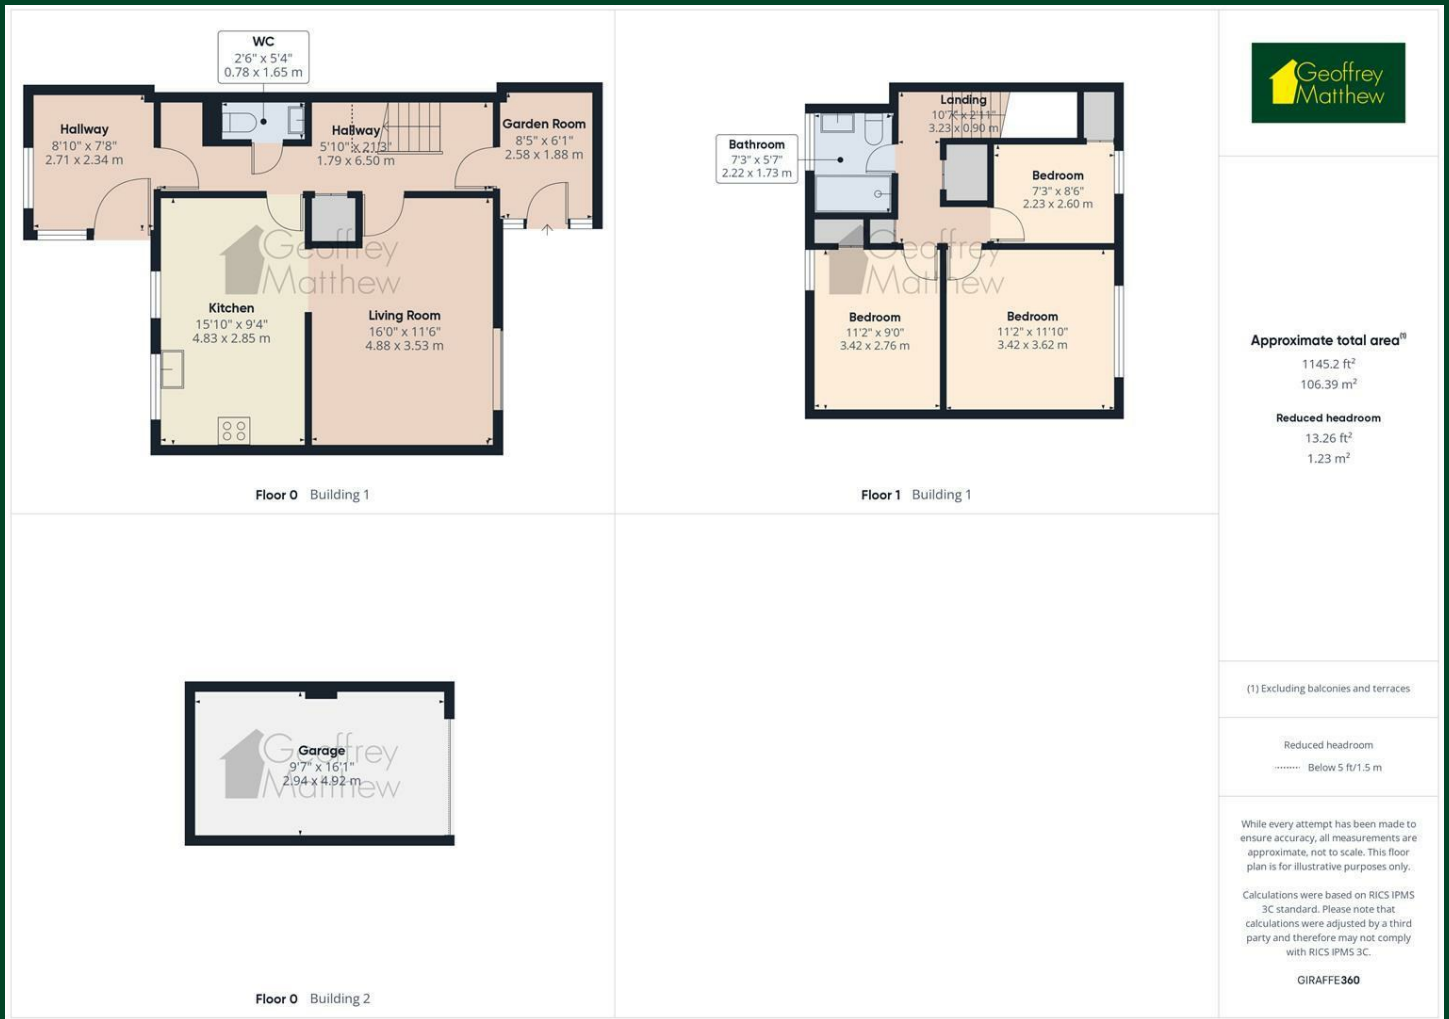 WC
2'6" x 5'4"
0.78 x 1.65 m
Hallway
8'10" x 7'8"
2.71 x 2.34 m
Hallway
5'10" x 21'3"
1.79 x 6.50 m
Garden Room
8'5" x 6'1"
2.58 x 1.88 m
Geoffrey
Matthew
Kitchen
15'10" x 9'4"
4.83 x 2.85 m
Living Room
16'0" x 11'6"
4.88 x 3.53 m
Floor 0 Building 1
Landing
10'7" x 2'11"
3.23 x 0.90 m
Bathroom
7'3" x 5'7"
2.22 x 1.73 m
Bedroom
7'3" x 8'6"
2.23 x 2.60 m
Geoffrey
Matthew
Bedroom
11'2" x 9'0"
3.42 x 2.76 m
Bedroom
11'2" x 11'10"
3.42 x 3.62 m
Floor 1 Building 1
Geoffrey
Matthew
Garage
9'7" x 16'1"
2.94 x 4.92 m
Floor 0 Building 2
Geoffrey
Matthew
Approximate total area(1)
1145.2 ft²
106.39 m²
Reduced headroom
13.26 ft²
1.23 m²
(1) Excluding balconies and terraces
Reduced headroom
Below 5 ft/1.5 m
While every attempt has been made to
ensure accuracy, all measurements are
approximate, not to scale. This floor
plan is for illustrative purposes only.
Calculations were based on RICS IPMS
3C standard. Please note that
calculations were adjusted by a third
party and therefore may not comply
with RICS IPMS 3C.
GIRAFFE360